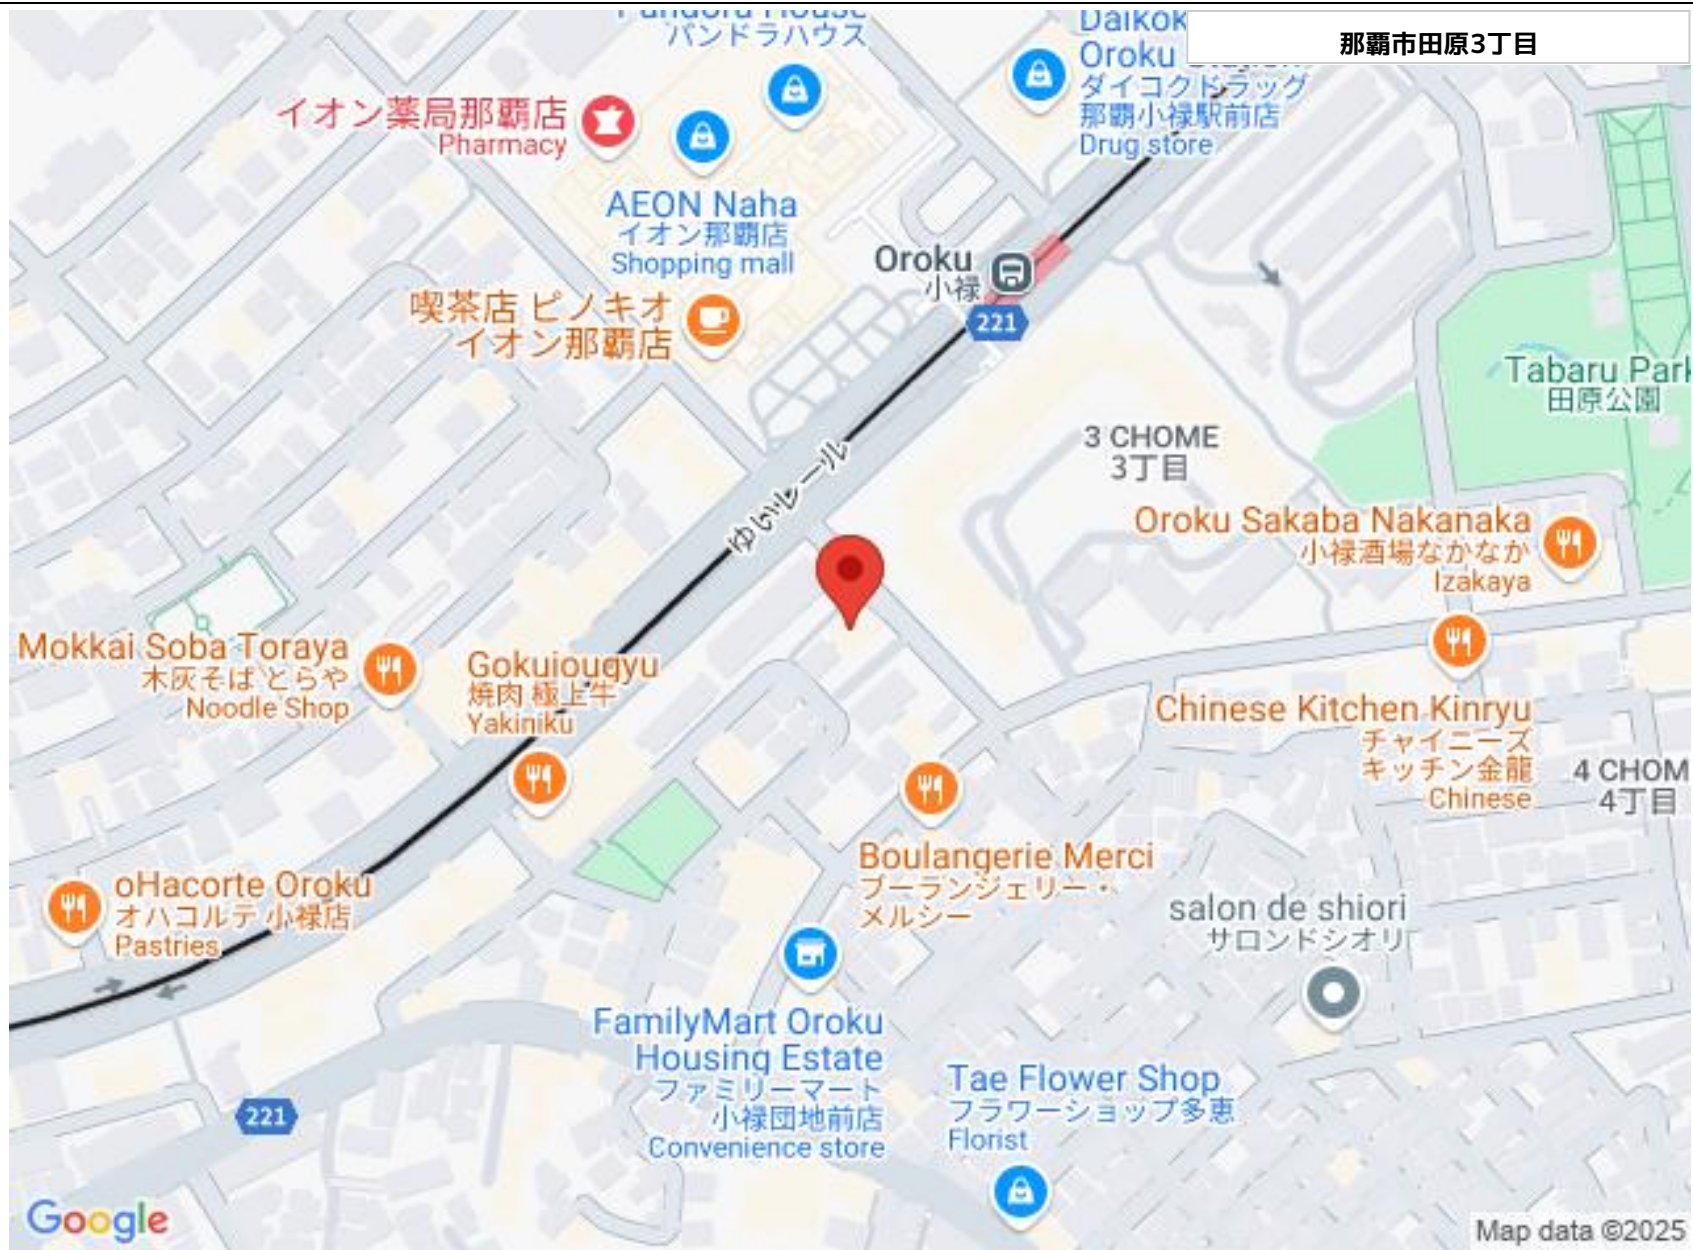 Pandora House
パンドラハウス
Oroku
ダイコクドラッグ
那覇小禄駅前店
Drug store
那覇市田原3丁目
イオン薬局那覇店
Pharmacy
AEON Naha
イオン那覇店
Shopping mall
喫茶店 ピノキオ
イオン那覇店
Oroku
小禄
221
Tabaru Park
田原公園
3 CHOME
3丁目
ゆいレール
Oroku Sakaba Nakanaka
小禄酒場なかなか
Izakaya
Mokkai Soba Toraya
木灰そば とらや
Noodle Shop
Gokujougyu
焼肉 極上牛
Yakiniku
Chinese Kitchen Kinryu
チャイニーズ
キッチン金龍
Chinese
4 CHOM
4丁目
Boulangerie Merci
ブーランジェリー・
メルシー
oHacorte Oroku
オハコルテ 小禄店
Pastries
salon de shiori
サロンドシオリ
FamilyMart Oroku
Housing Estate
ファミリーマート
小禄団地前店
Convenience store
Tae Flower Shop
フラワーショップ多恵
Florist
221
Google
Map data ©2025